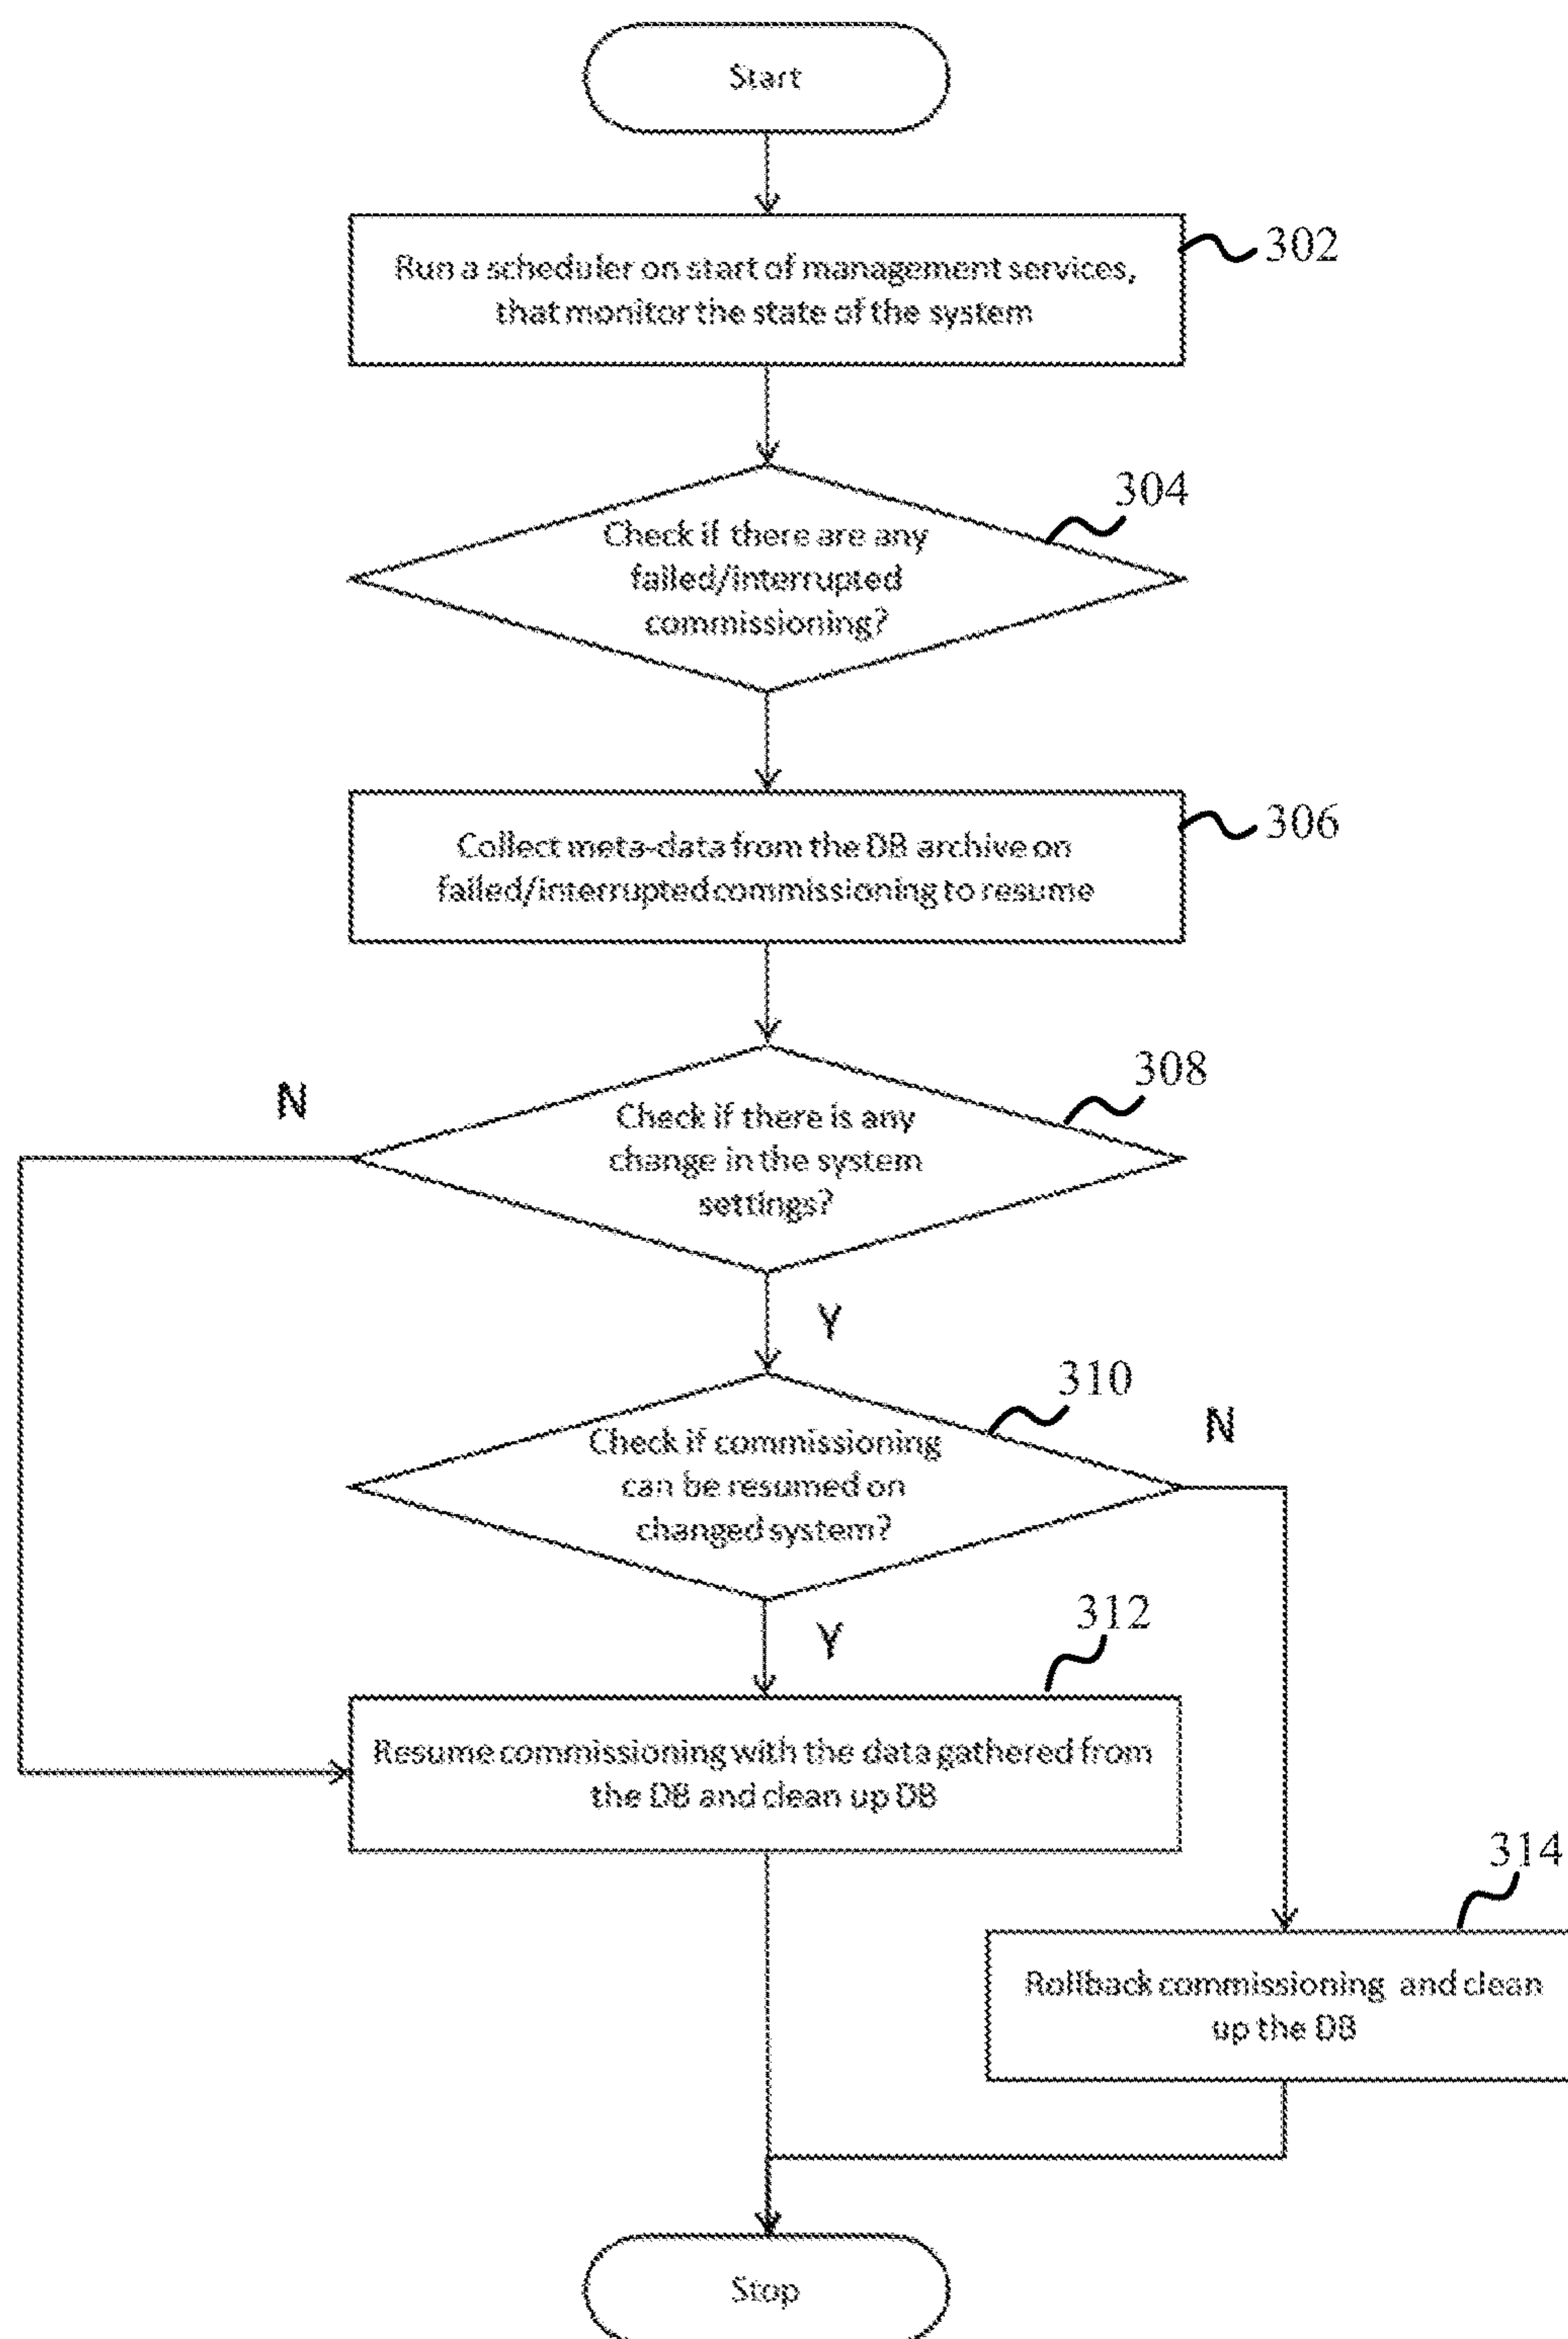 Start
Run a scheduler on start of management services,
that monitor the state of the system
302
304
Check if there are any
failed/interrupted
commissioning?
Collect meta-data from the DB archive on
failed/interrupted commissioning to resume
306
308
N
Check if there is any
change in the system
settings?
Y
310
N
Check if commissioning
can be resumed on
changed system?
Y
312
Resume commissioning with the data gathered from
the DB and clean up DB
314
Rollback commissioning and clean
up the DB
Stop